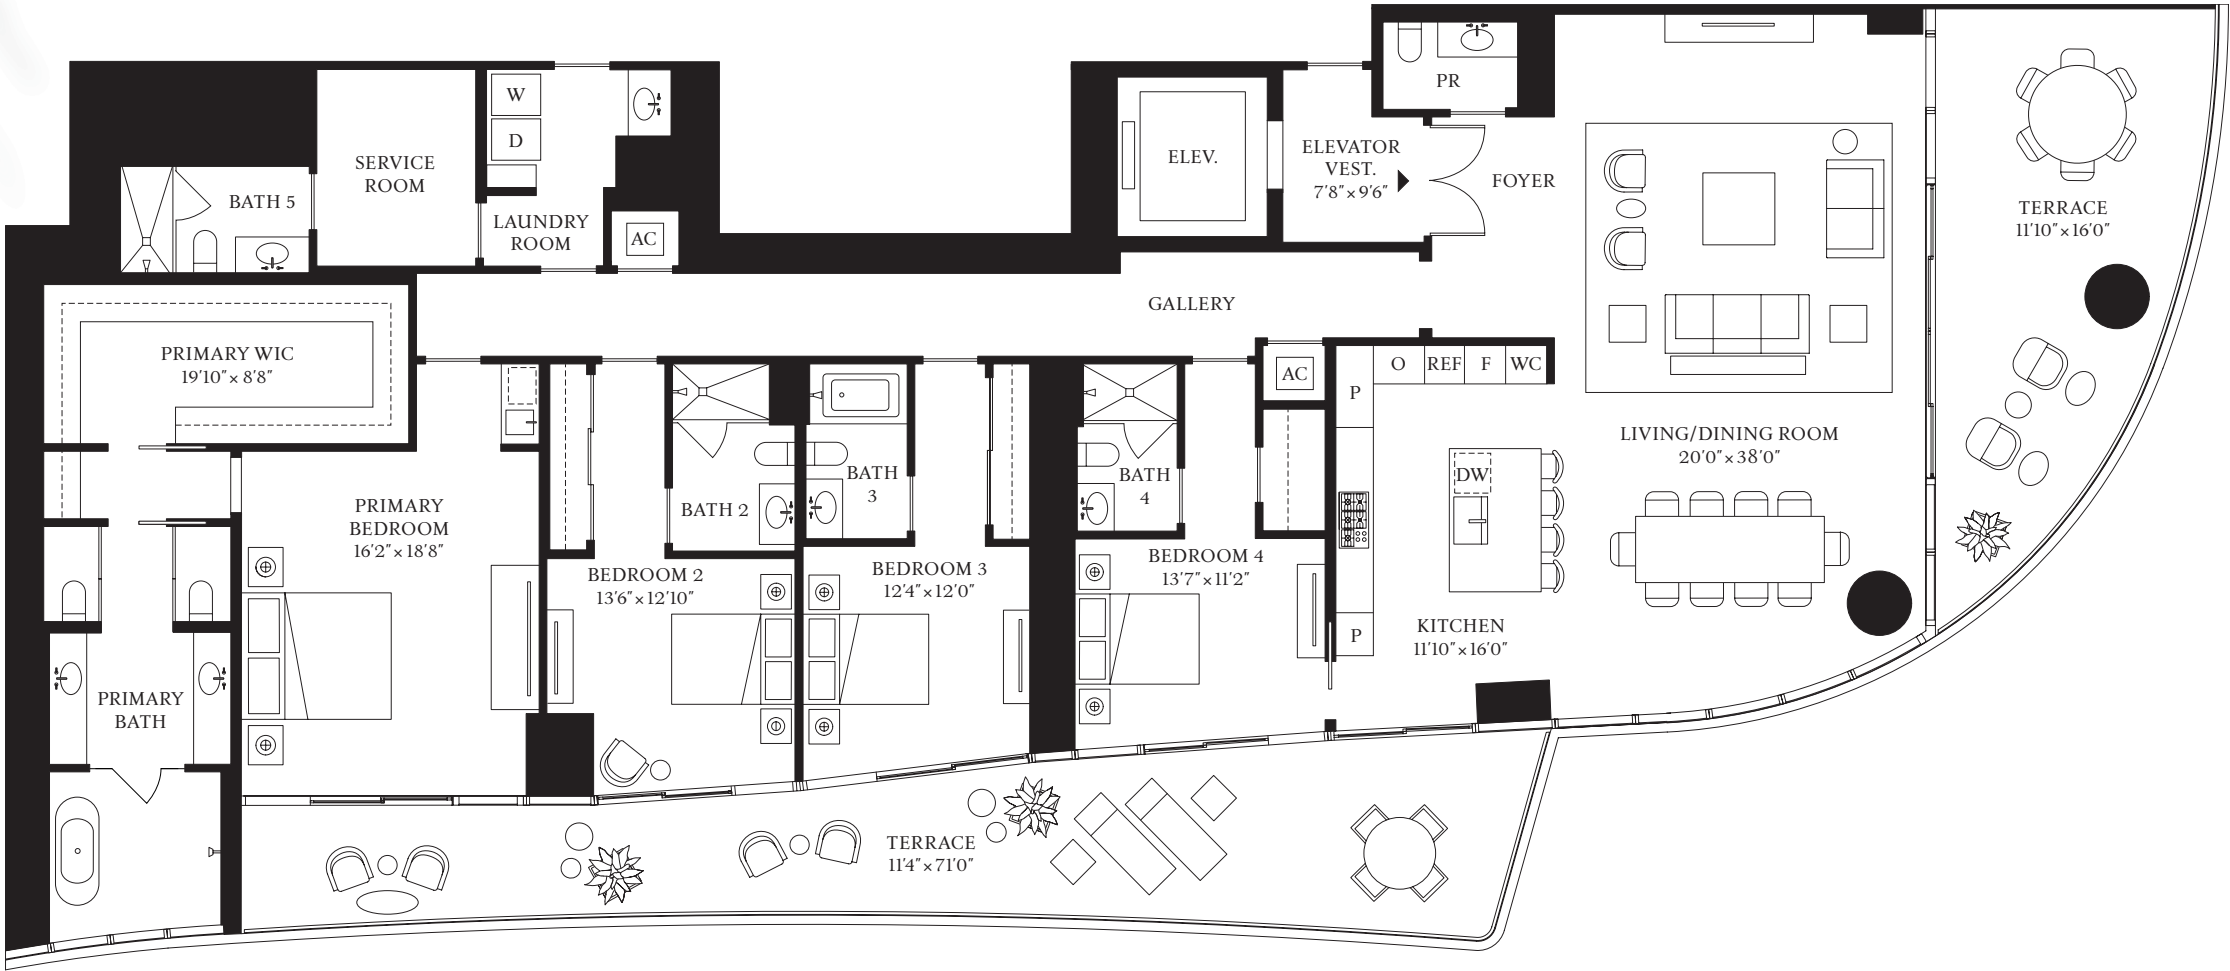 PR
W
D
SERVICE
ROOM
BATH 5
LAUNDRY
ROOM
AC
ELEV.
ELEVATOR
VEST.
7'8"×9'6"
FOYER
TERRACE
11'10"×16'0"
GALLERY
PRIMARY WIC
19'10"×8'8"
AC
P
O
REF
F
WC
LIVING/DINING ROOM
20'0"×38'0"
DW
PRIMARY
BEDROOM
16'2"×18'8"
BATH 2
BATH
3
BATH
4
BEDROOM 2
13'6"×12'10"
BEDROOM 3
12'4"×12'0"
BEDROOM 4
13'7"×11'2"
P
KITCHEN
11'10"×16'0"
PRIMARY
BATH
TERRACE
11'4"×71'0"